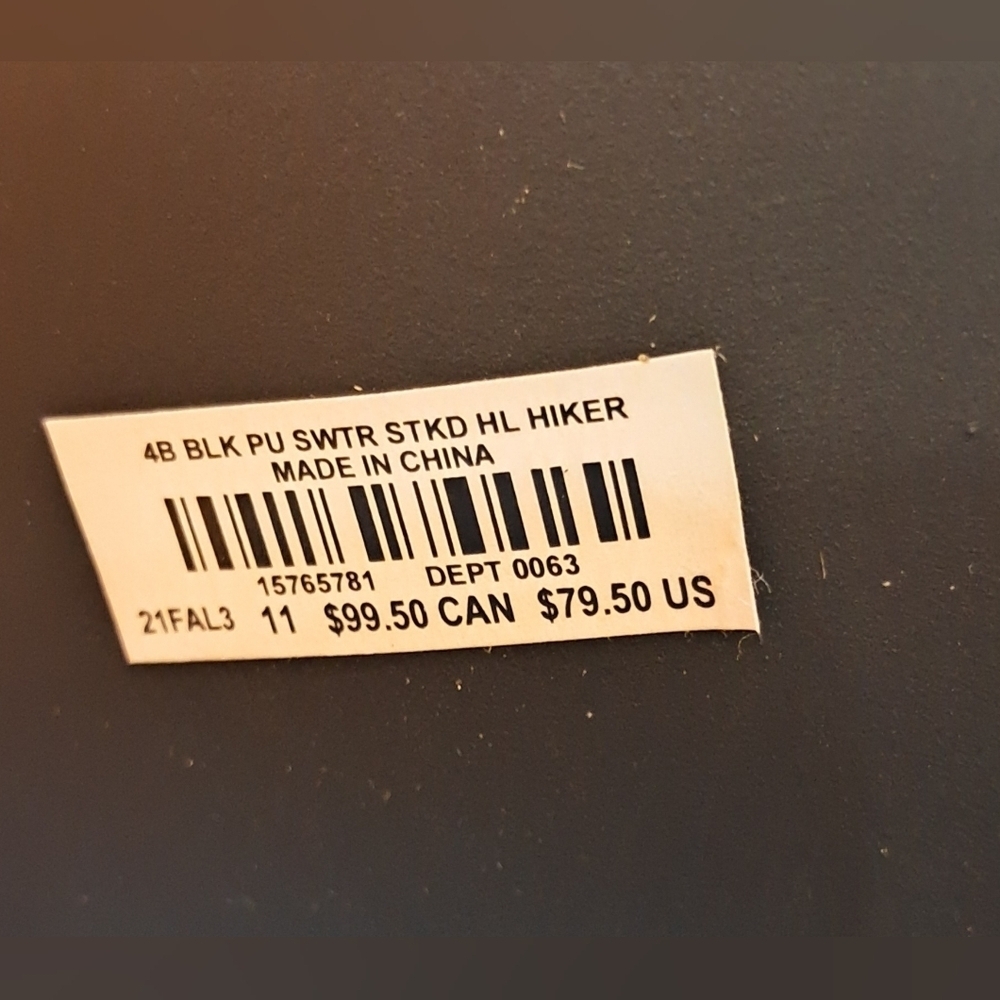 4B BLK PU SWTR STKD HL HIKER
MADE IN CHINA
15765781 DEPT 0063
21FAL3 11 $99.50 CAN $79.50 US